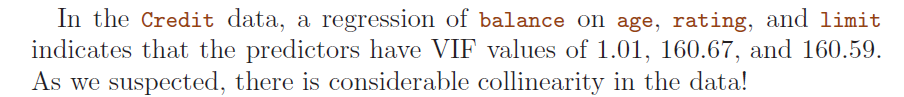 In the Credit data, a regression of balance on age, rating, and limit
indicates that the predictors have VIF values of 1.01, 160.67, and 160.59.
As we suspected, there is considerable collinearity in the data!